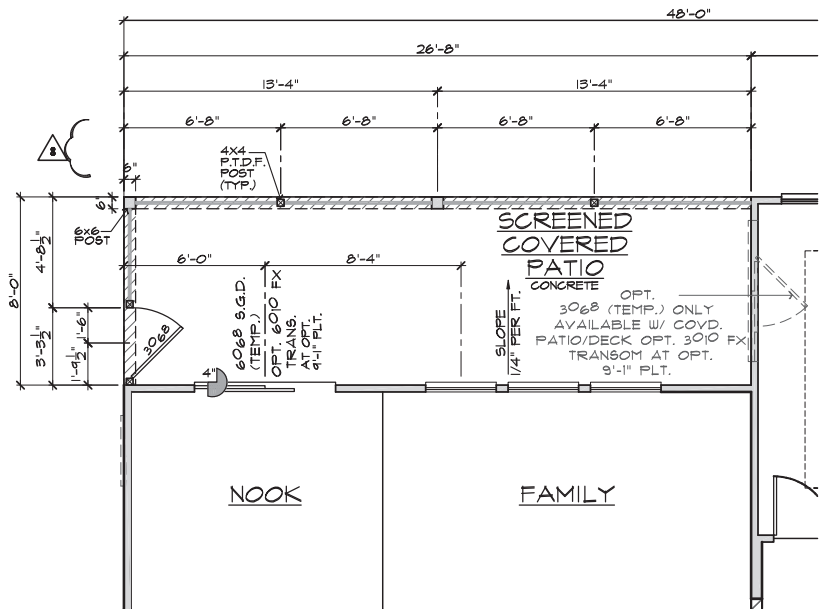 48'-0"
26'-8"
13'-4"
13'-4"
6'-8"
6'-8"
6'-8"
6'-8"
8
4X4
P.T.D.F.
POST
(TYP.)
6"
6"
6x6
POST
8'-0"
4'-8½"
3'-3½"
1'-6"
1'-9½"
6'-0"
8'-4"
SCREENED
COVERED
PATIO
CONCRETE
3068
6068 S.G.D.
(TEMP.)
OPT. 6010 FX
TRANS.
AT OPT.
9'-1" PLT.
SLOPE
1/4" PER FT.
OPT.
3068 (TEMP.) ONLY
AVAILABLE W/ COVD.
PATIO/DECK OPT. 3010 FX
TRANSOM AT OPT.
9'-1" PLT.
4"
NOOK
FAMILY